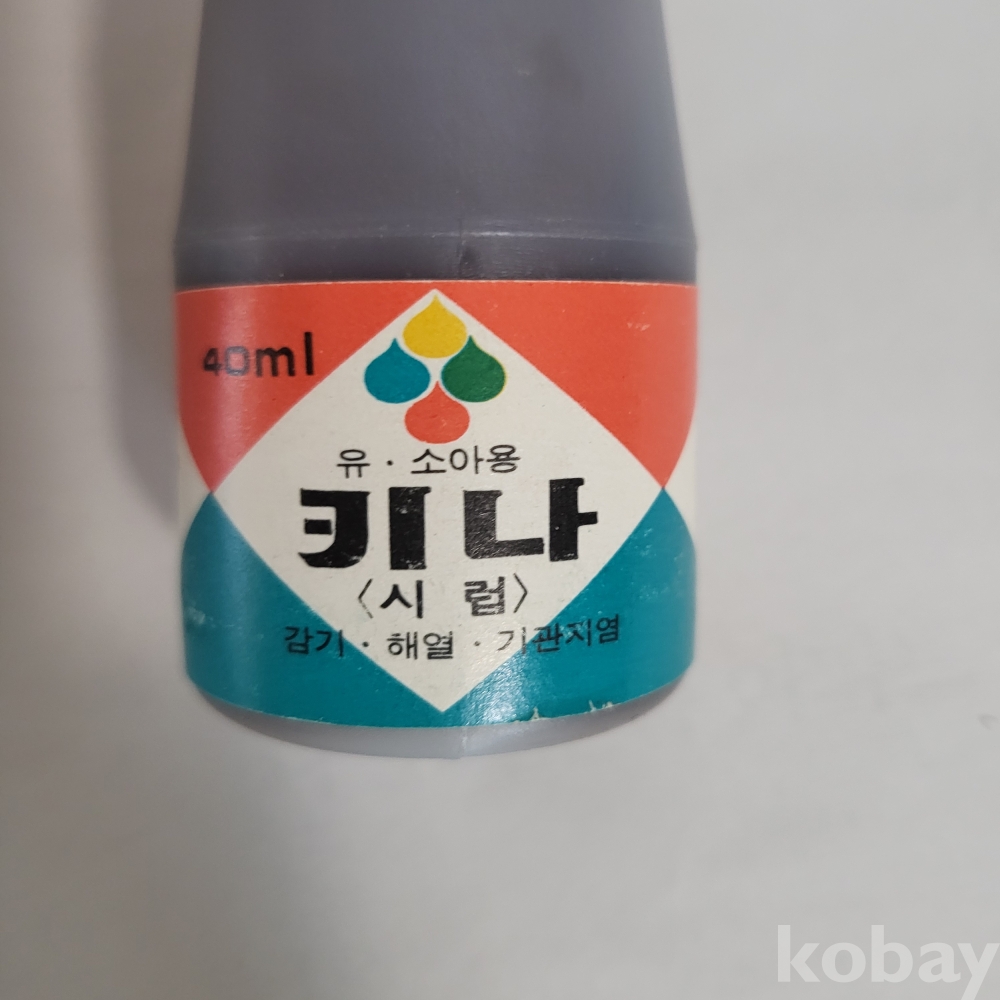 40ml
유 · 소아용
키나
〈시 럽〉
감기 · 해열 · 기관지염
kobay